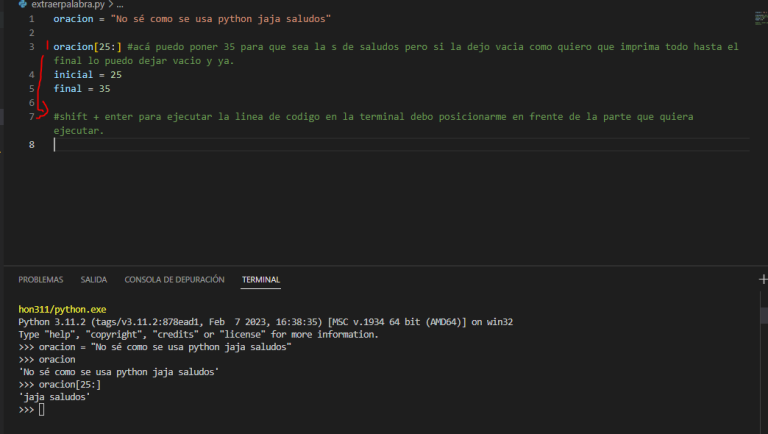 extraerpalabra.py > ...
1 oracion = "No sé como se usa python jaja saludos"
2
3 oracion[25:] #acá puedo poner 35 para que sea la s de saludos pero si la dejo vacia como quiero que imprima todo hasta el
final lo puedo dejar vacio y ya.
4 inicial = 25
5 final = 35
6
7 #shift + enter para ejecutar la linea de codigo en la terminal debo posicionarme en frente de la parte que quiera
ejecutar.
8
PROBLEMAS SALIDA CONSOLA DE DEPURACIÓN TERMINAL
hon311/python.exe
Python 3.11.2 (tags/v3.11.2:878ead1, Feb  7 2023, 16:38:35) [MSC v.1934 64 bit (AMD64)] on win32
Type "help", "copyright", "credits" or "license" for more information.
>>> oracion = "No sé como se usa python jaja saludos"
>>> oracion
'No sé como se usa python jaja saludos'
>>> oracion[25:]
'jaja saludos'
>>>